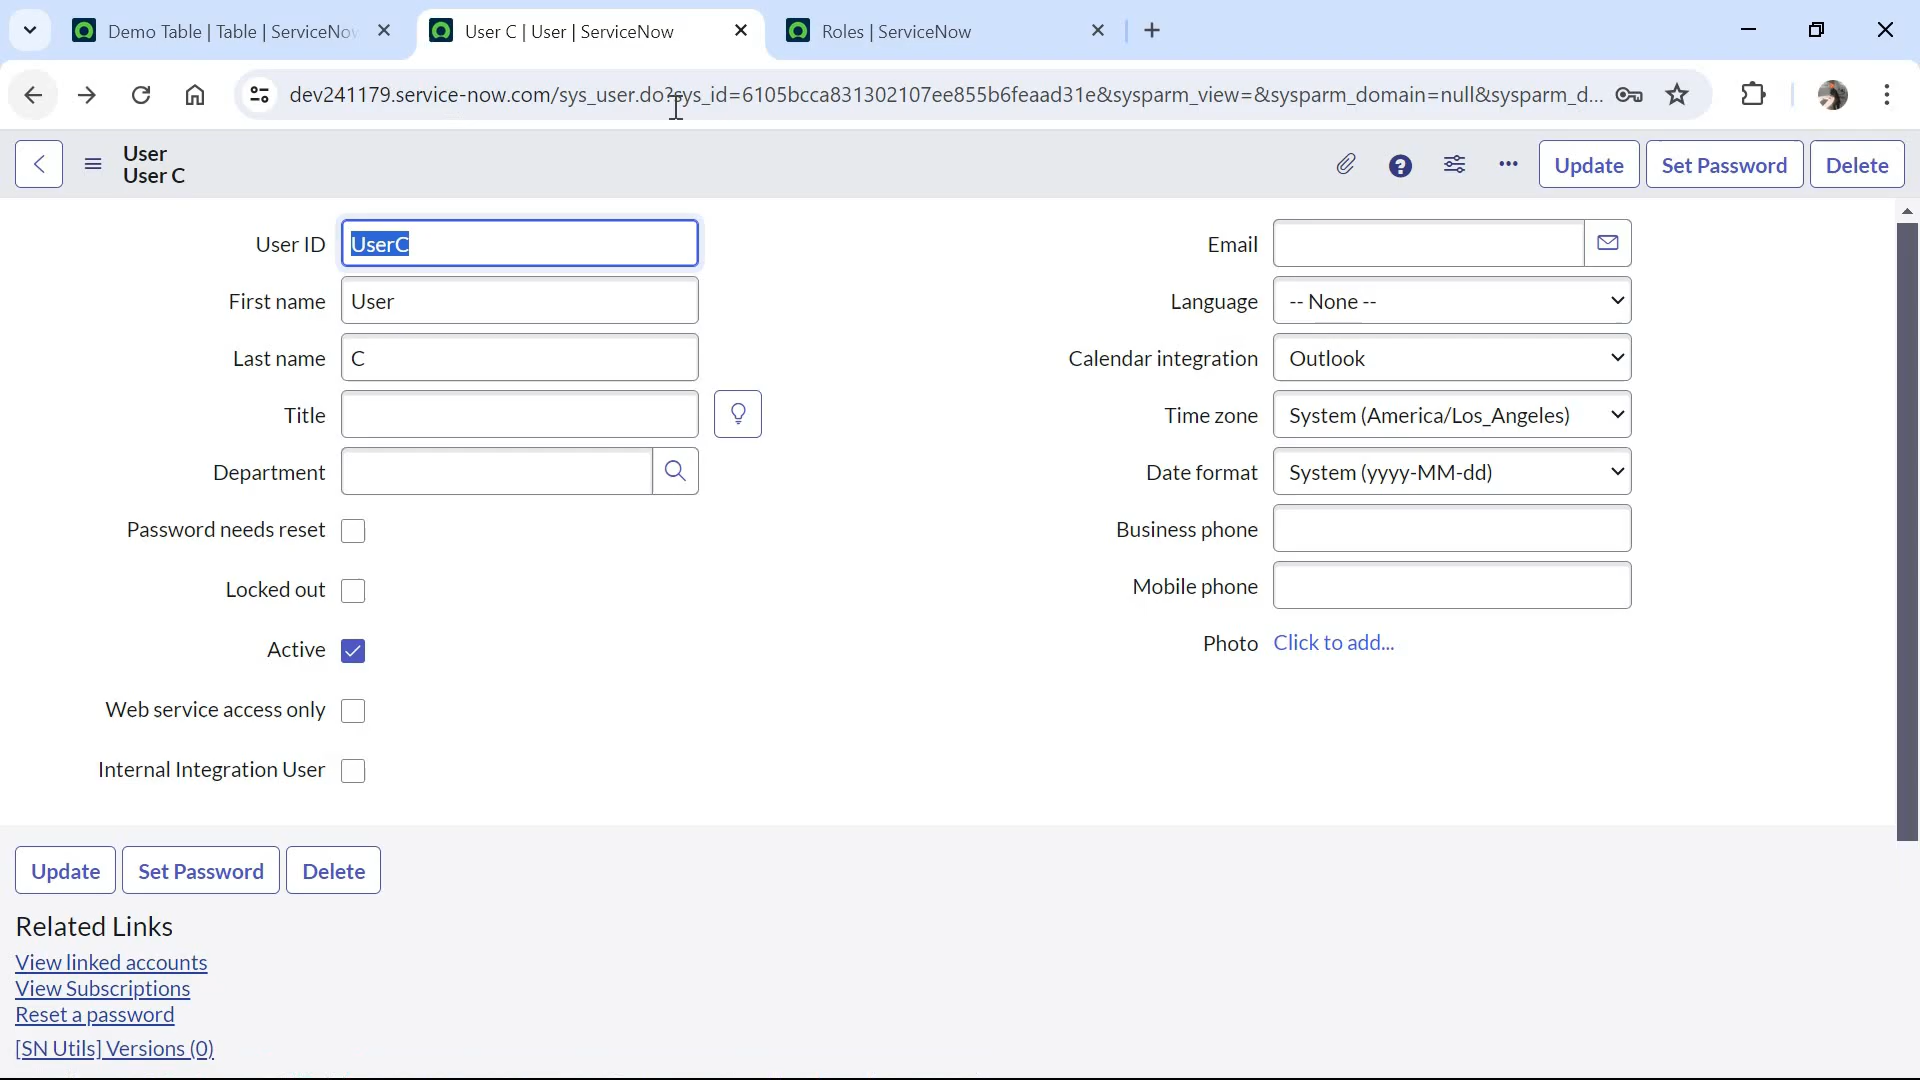 Demo Table | Table | ServiceNo
User C | User | ServiceNow
Roles | ServiceNow
dev241179.service-now.com/sys_user.do?sys_id=6105bcca831302107ee855b6feaad31e&sysparm_view=&sysparm_domain=null&sysparm_d...
User
User C
Update
Set Password
Delete
User ID
UserC
First name
User
Last name
C
Title
Department
Password needs reset
Locked out
Active
Web service access only
Internal Integration User
Email
Language
-- None --
Calendar integration
Outlook
Time zone
System (America/Los_Angeles)
Date format
System (yyyy-MM-dd)
Business phone
Mobile phone
Photo
Click to add...
Update
Set Password
Delete
Related Links
View linked accounts
View Subscriptions
Reset a password
[SN Utils] Versions (0)